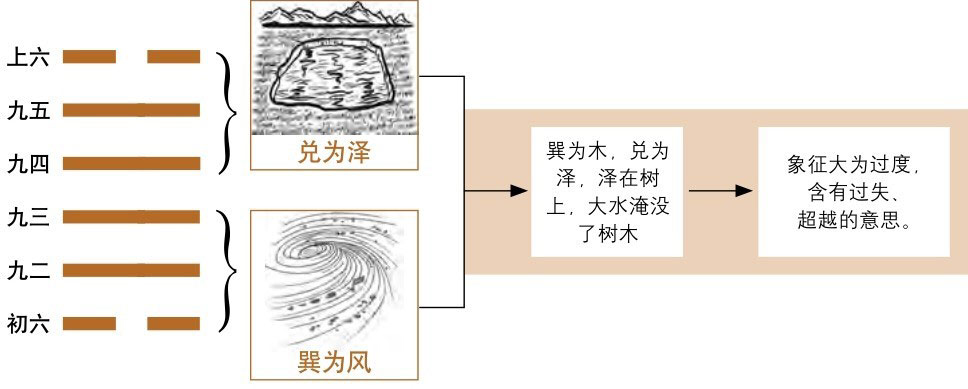 上六
九五
九四
九三
九二
初六
兑为泽
巽为风
巽为木，兑为
泽，泽在树
上，大水淹没
了树木
象征大为过度，
含有过失、
超越的意思。